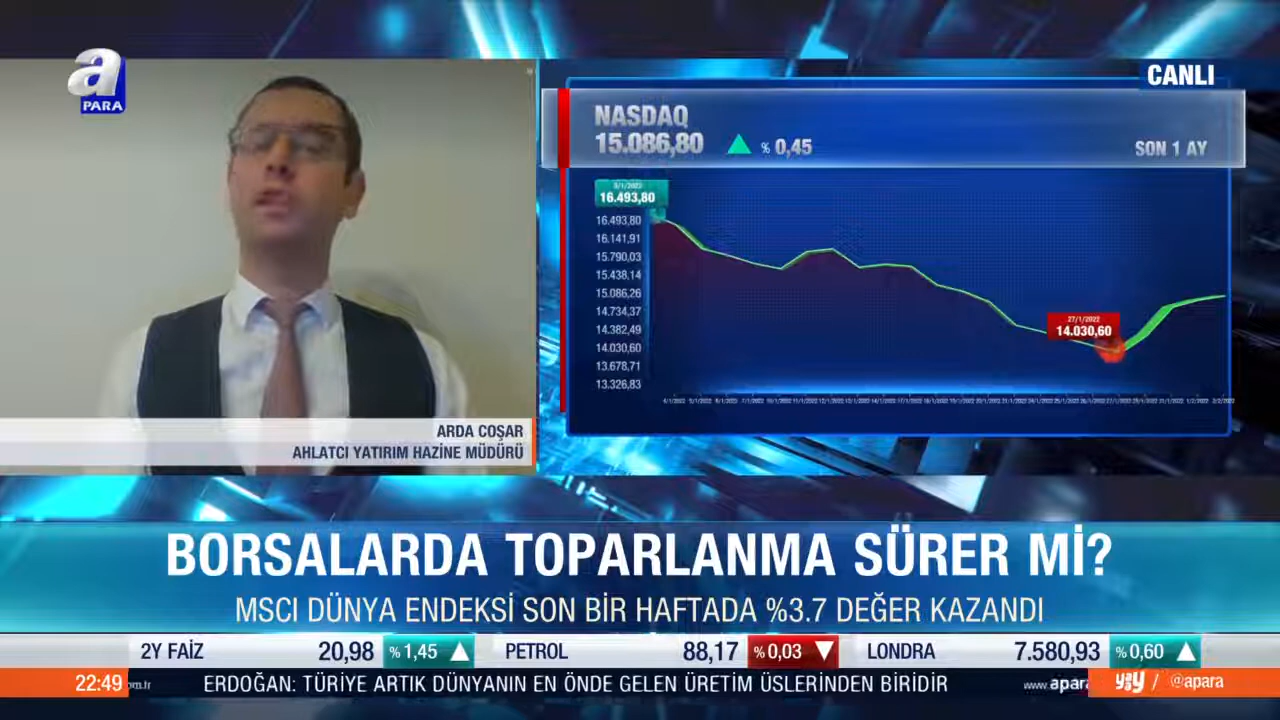 a
PARA
CANLI
NASDAQ
15.086,80 % 0,45
SON 1 AY
3/1/2022
16.493,80
16.493,80
16.141,91
15.790,03
15.438,14
15.086,26
14.734,37
14.382,49
14.030,60
13.678,71
13.326,83
27/1/2022
14.030,60
ARDA COŞAR
AHLATCI YATIRIM HAZİNE MÜDÜRÜ
BORSALARDA TOPARLANMA SÜRER Mİ?
MSCI DÜNYA ENDEKSİ SON BİR HAFTADA %3.7 DEĞER KAZANDI
2Y FAİZ 20,98 %1,45 PETROL 88,17 %0,03 LONDRA 7.580,93 %0,60
22:49 om.tr ERDOĞAN: TÜRİYE ARTIK DÜNYANIN EN ÖNDE GELEN ÜRETİM ÜSLERİNDEN BİRİDİR www.apara / @apara